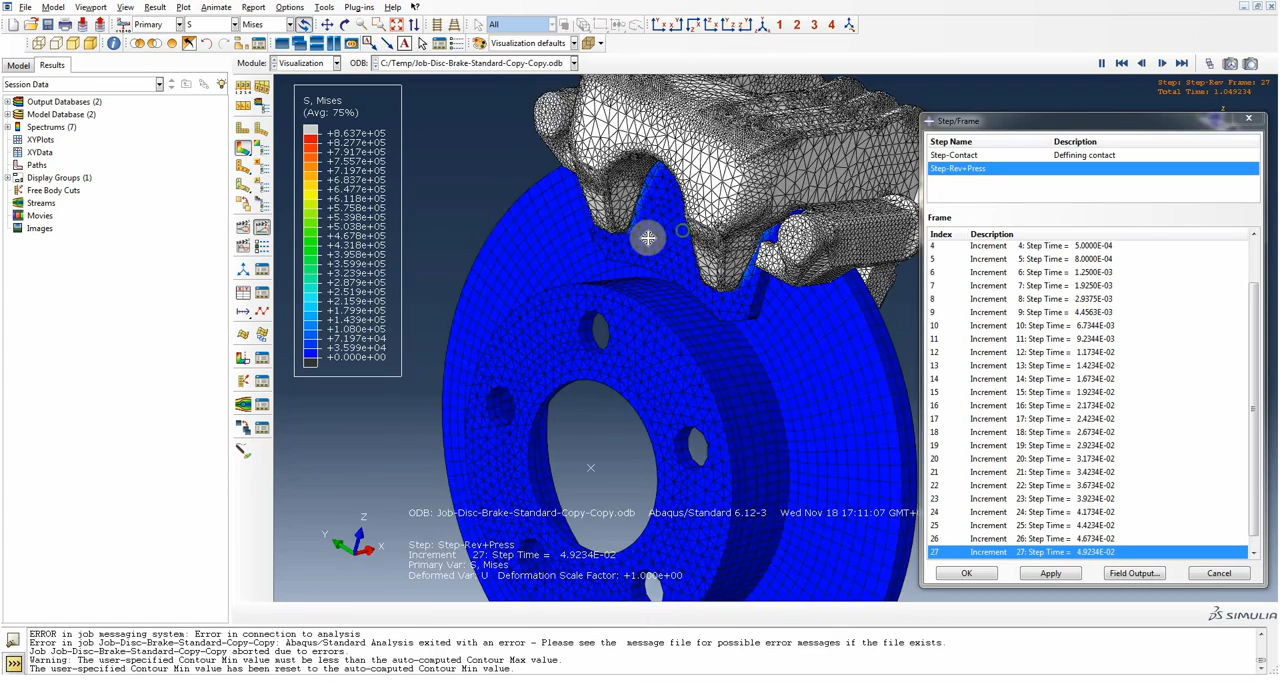 File Model Viewport View Result Plot Animate Report Options Tools Plug-ins Help
Primary S Mises All 1 2 3 4
Visualization defaults
Model Results Module: Visualization ODB: C:/Temp/Job-Disc-Brake-Standard-Copy-Copy.odb
Session Data
Output Databases (2)
Model Database (2)
Spectrums (7)
XYPlots
XYData
Paths
Display Groups (1)
Free Body Cuts
Streams
Movies
Images
S, Mises
(Avg: 75%)
+8.637e+05
+8.277e+05
+7.917e+05
+7.557e+05
+7.197e+05
+6.837e+05
+6.477e+05
+6.118e+05
+5.758e+05
+5.398e+05
+5.038e+05
+4.678e+05
+4.318e+05
+3.958e+05
+3.599e+05
+3.239e+05
+2.879e+05
+2.519e+05
+2.159e+05
+1.799e+05
+1.439e+05
+1.080e+05
+7.197e+04
+3.599e+04
+0.000e+00
Step: Step-Rev Frame: 27
Total Time: 1.049234
Z
Y
X
ODB: Job-Disc-Brake-Standard-Copy-Copy.odb Abaqus/Standard 6.12-3 Wed Nov 18 17:11:07 GMT+
Step: Step-Rev+Press
Increment 27: Step Time = 4.9234E-02
Primary Var: S, Mises
Deformed Var: U Deformation Scale Factor: +1.000e+00
Step/Frame
Step Name Description
Step-Contact Deffining contact
Step-Rev+Press
Frame
Index Description
4 Increment 4: Step Time = 5.0000E-04
5 Increment 5: Step Time = 8.0000E-04
6 Increment 6: Step Time = 1.2500E-03
7 Increment 7: Step Time = 1.9250E-03
8 Increment 8: Step Time = 2.9375E-03
9 Increment 9: Step Time = 4.4563E-03
10 Increment 10: Step Time = 6.7344E-03
11 Increment 11: Step Time = 9.2344E-03
12 Increment 12: Step Time = 1.1734E-02
13 Increment 13: Step Time = 1.4234E-02
14 Increment 14: Step Time = 1.6734E-02
15 Increment 15: Step Time = 1.9234E-02
16 Increment 16: Step Time = 2.1734E-02
17 Increment 17: Step Time = 2.4234E-02
18 Increment 18: Step Time = 2.6734E-02
19 Increment 19: Step Time = 2.9234E-02
20 Increment 20: Step Time = 3.1734E-02
21 Increment 21: Step Time = 3.4234E-02
22 Increment 22: Step Time = 3.6734E-02
23 Increment 23: Step Time = 3.9234E-02
24 Increment 24: Step Time = 4.1734E-02
25 Increment 25: Step Time = 4.4234E-02
26 Increment 26: Step Time = 4.6734E-02
27 Increment 27: Step Time = 4.9234E-02
OK Apply Field Output... Cancel
SIMULIA
ERROR in job messaging system: Error in connection to analysis
Error in job Job-Disc-Brake-Standard-Copy-Copy: Abaqus/Standard Analysis exited with an error - Please see the message file for possible error messages if the file exists.
Job Job-Disc-Brake-Standard-Copy-Copy aborted due to errors.
Warning: The user-specified Contour Min value must be less than the auto-computed Contour Max value.
The user-specified Contour Min value has been reset to the auto-computed Contour Min value.